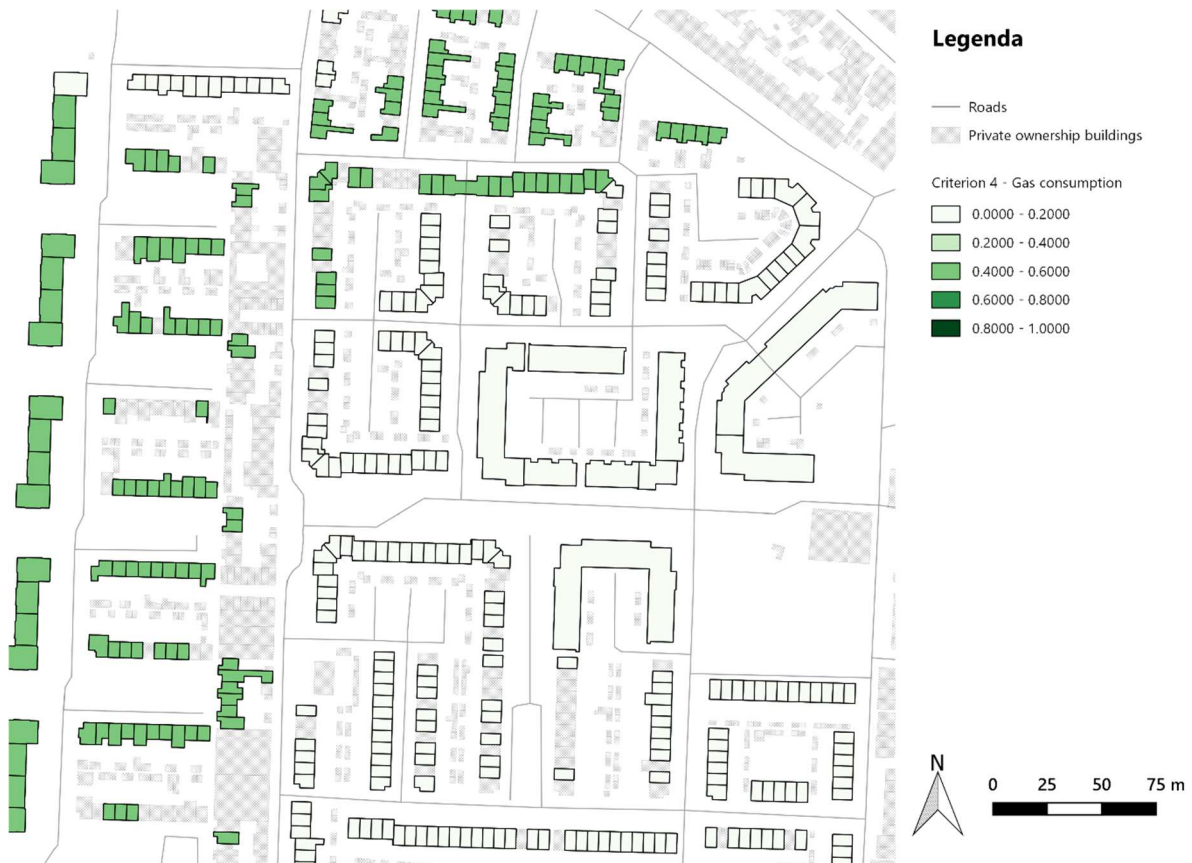 Legenda
Roads
Private ownership buildings
Criterion 4 - Gas consumption
0.0000 - 0.2000
0.2000 - 0.4000
0.4000 - 0.6000
0.6000 - 0.8000
0.8000 - 1.0000
N
0 25 50 75 m